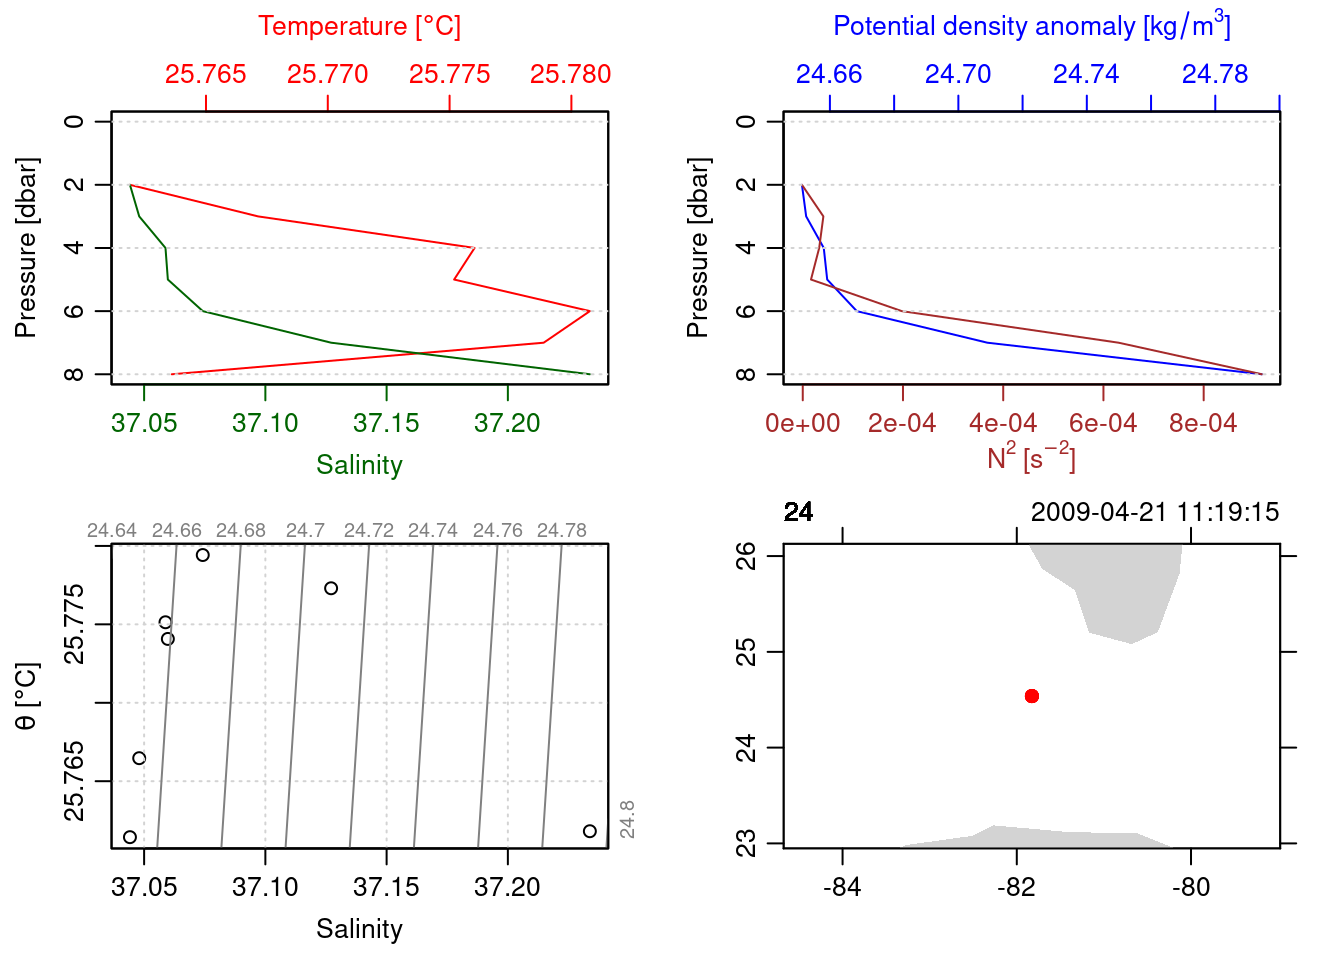 Temperature [°C]
25.765 25.770 25.775 25.780
0
2
4
6
8
Pressure [dbar]
37.05 37.10 37.15 37.20
Salinity
Potential density anomaly [kg/m³]
24.66 24.70 24.74 24.78
0
2
4
6
8
Pressure [dbar]
0e+00 2e-04 4e-04 6e-04 8e-04
N² [s⁻²]
24.64 24.66 24.68 24.7 24.72 24.74 24.76 24.78
25.775
25.765
θ [°C]
24.8
37.05 37.10 37.15 37.20
Salinity
24 2009-04-21 11:19:15
26
25
24
23
-84 -82 -80